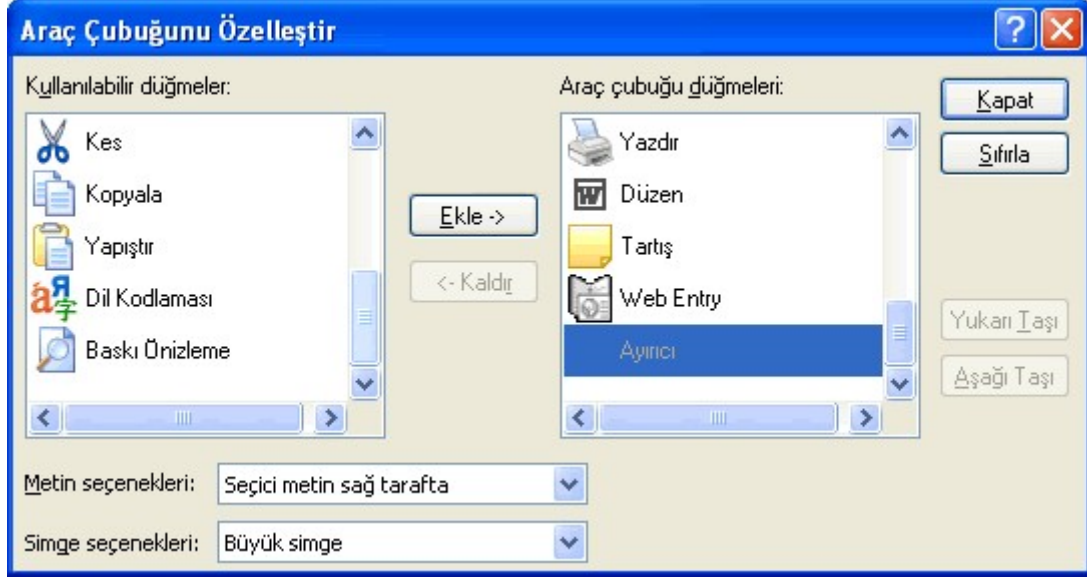 Araç Çubuğunu Özelleştir
Kullanılabilir düğmeler:
Kes
Kopyala
Yapıştır
Dil Kodlaması
Baskı Önizleme
Ekle ->
<- Kaldır
Araç çubuğu düğmeleri:
Yazdır
Düzen
Tartış
Web Entry
Ayırıcı
Kapat
Sıfırla
Yukarı Taşı
Aşağı Taşı
Metin seçenekleri: Seçici metin sağ tarafta
Simge seçenekleri: Büyük simge